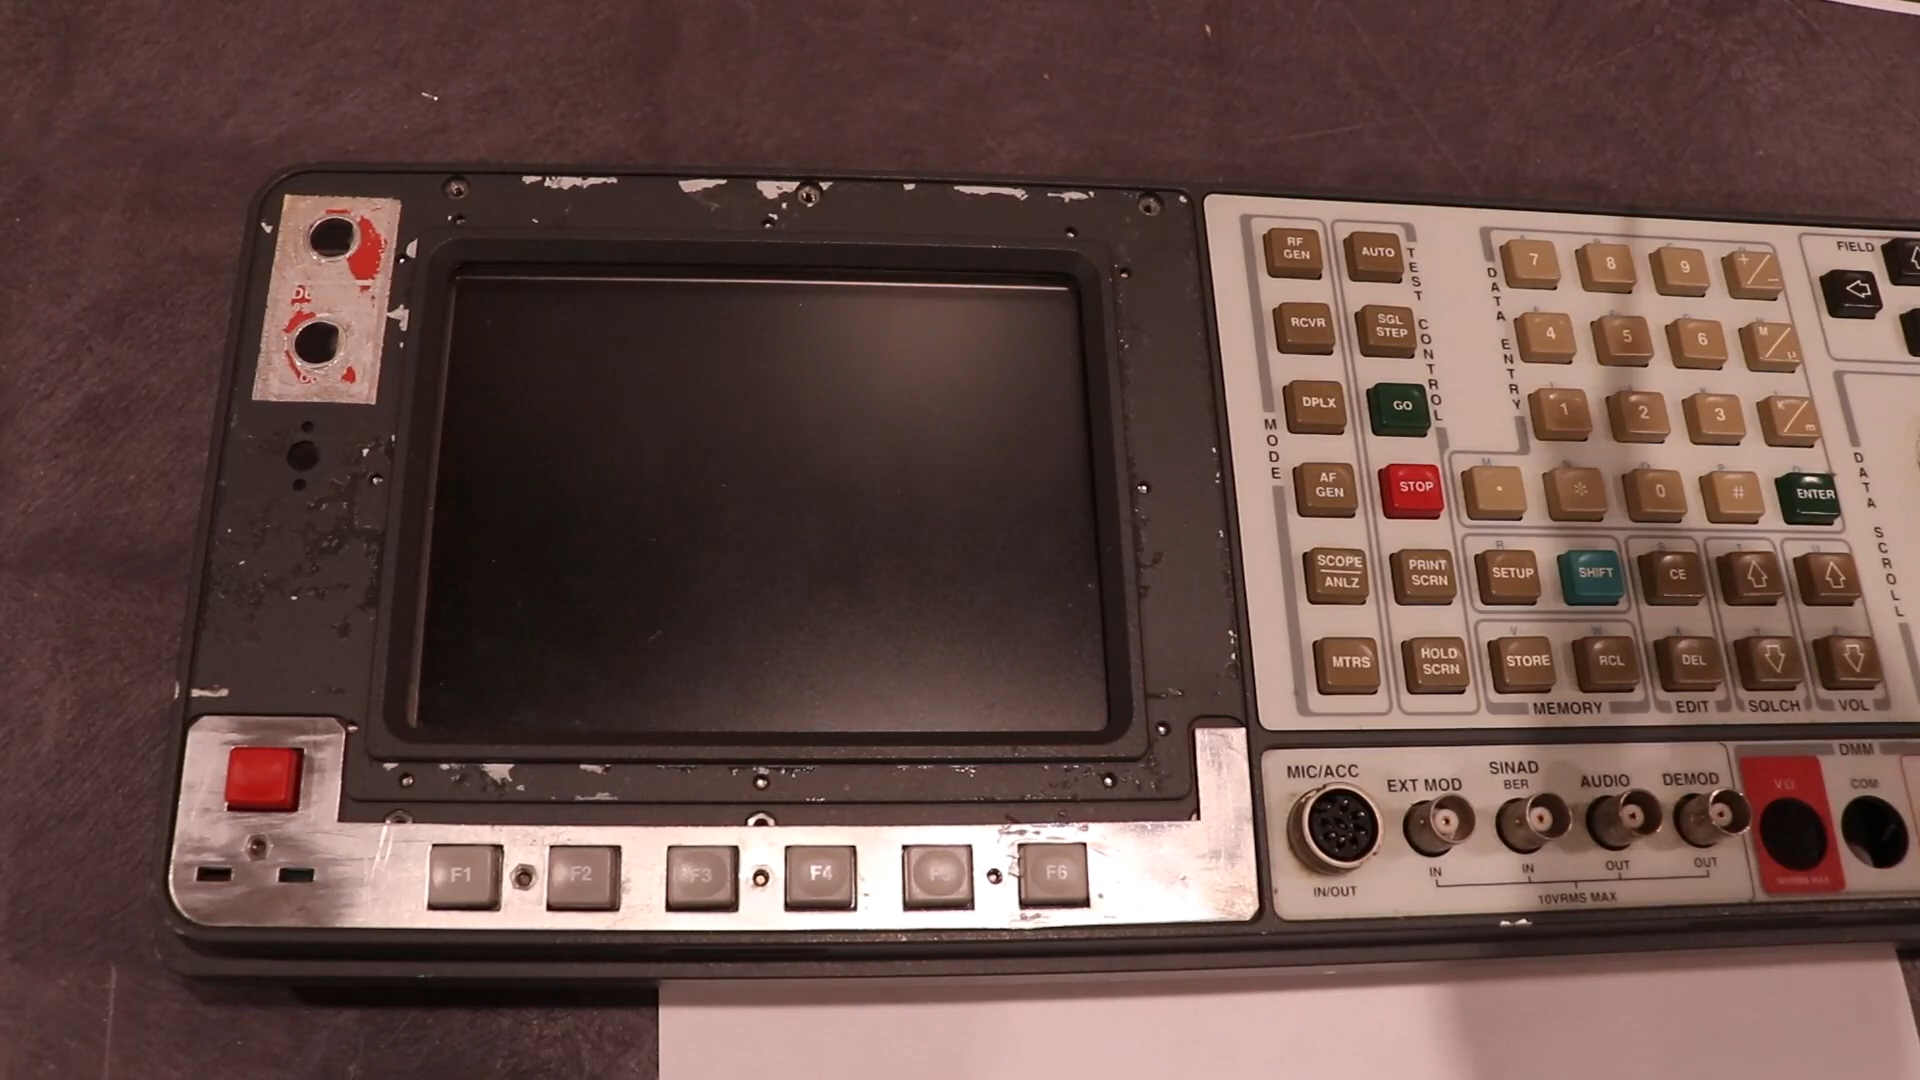 RF
GEN
AUTO
RCVR
SGL
STEP
DPLX
GO
AF
GEN
STOP
SCOPE
ANLZ
PRINT
SCRN
MTRS
HOLD
SCRN
MODE
TEST CONTROL
DATA ENTRY
7
8
9
+/−
4
5
6
M/µ
1
2
3
K/m
.
*
0
#
ENTER
SETUP
SHIFT
CE
STORE
RCL
DEL
MEMORY
EDIT
SQLCH
VOL
FIELD
DATA SCROLL
F1
F2
F3
F4
F6
MIC/ACC
IN/OUT
EXT MOD
IN
SINAD
BER
IN
AUDIO
OUT
DEMOD
OUT
10VRMS MAX
DMM
VΩ
COM